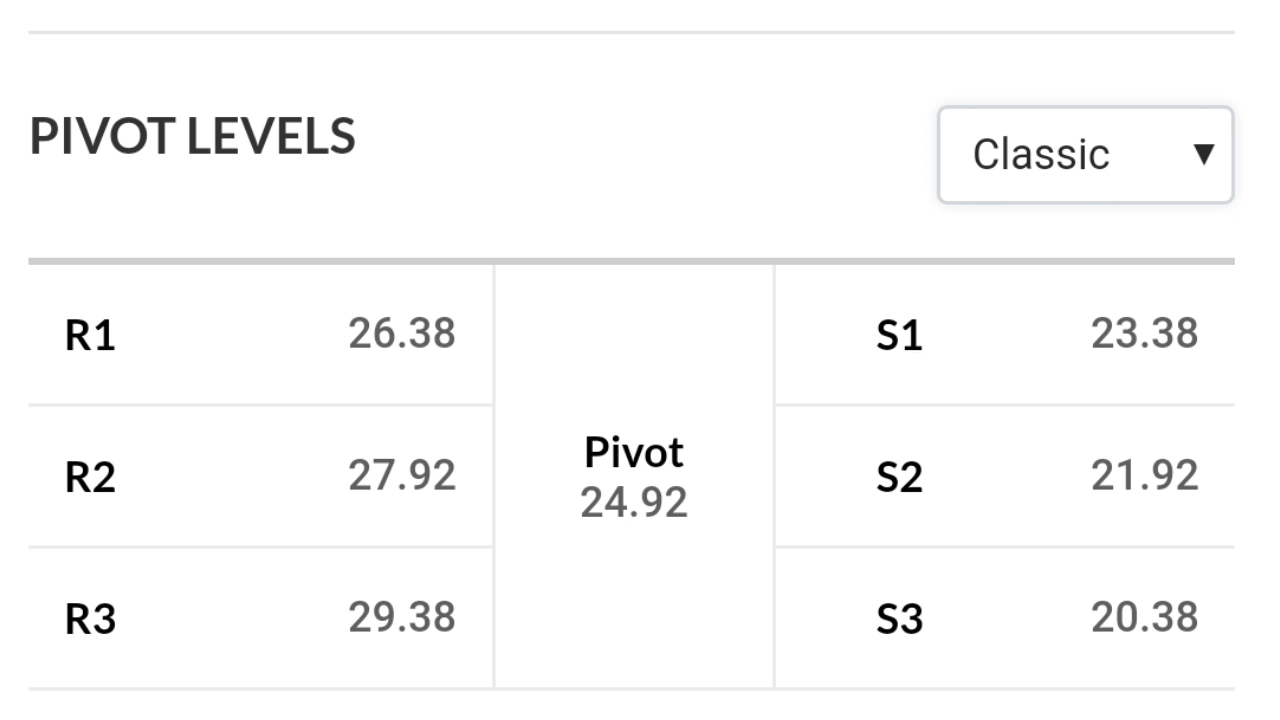 PIVOT LEVELS
Classic ▼
R1 26.38
R2 27.92
R3 29.38
Pivot
24.92
S1 23.38
S2 21.92
S3 20.38